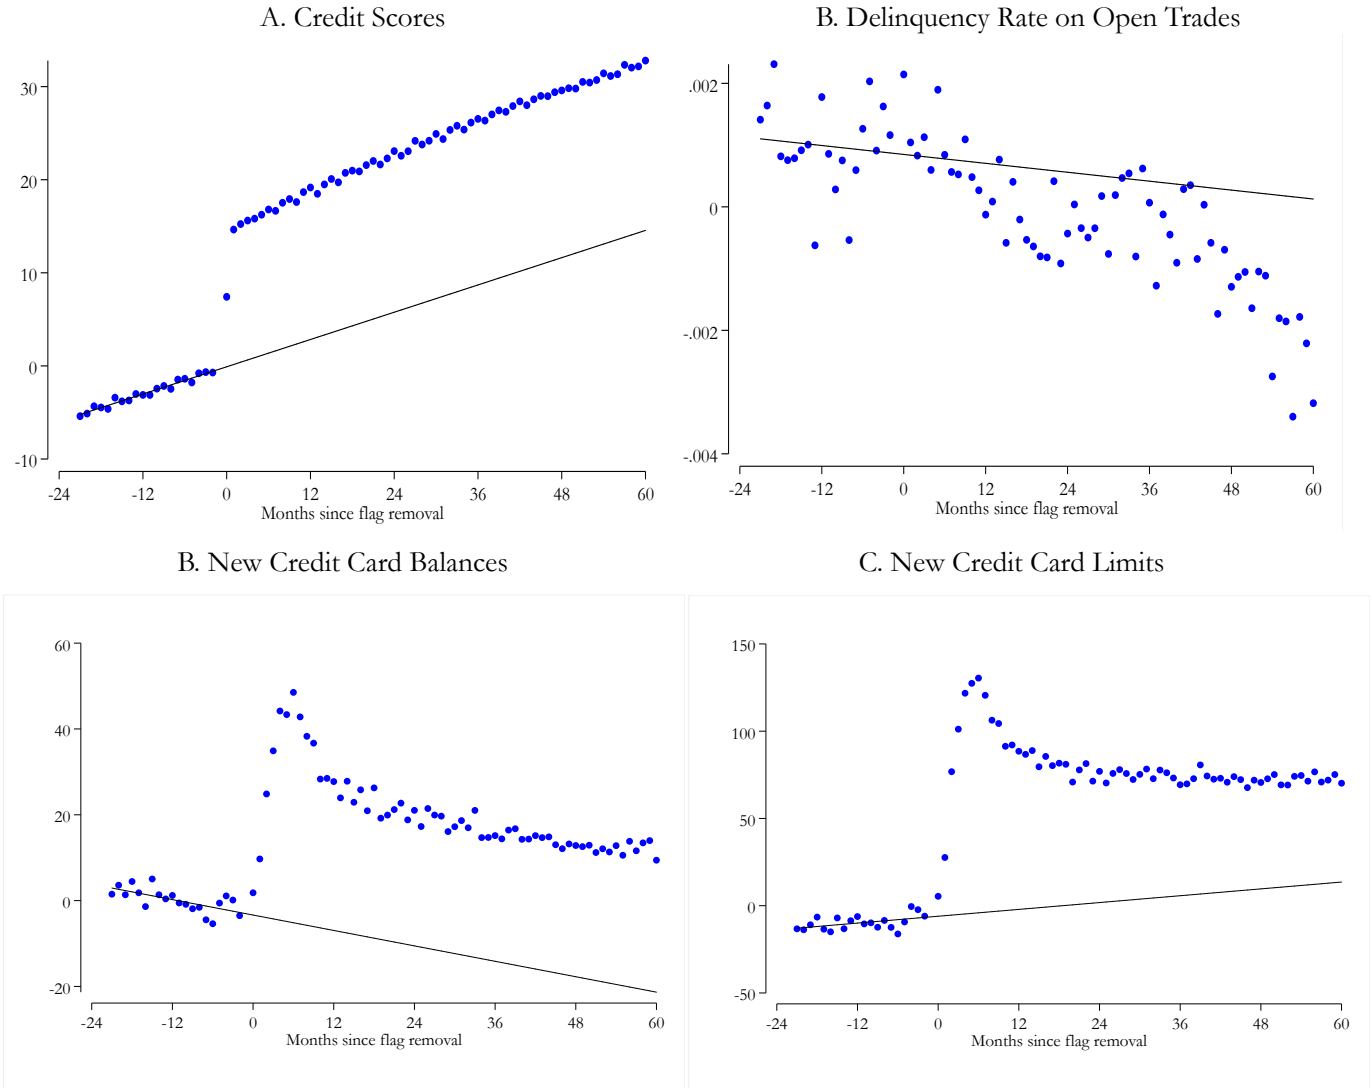 A. Credit Scores
30
20
10
0
-10
-24 -12 0 12 24 36 48 60
Months since flag removal
B. Delinquency Rate on Open Trades
.002
0
-.002
-.004
-24 -12 0 12 24 36 48 60
Months since flag removal
B. New Credit Card Balances
60
40
20
0
-20
-24 -12 0 12 24 36 48 60
Months since flag removal
C. New Credit Card Limits
150
100
50
0
-50
-24 -12 0 12 24 36 48 60
Months since flag removal